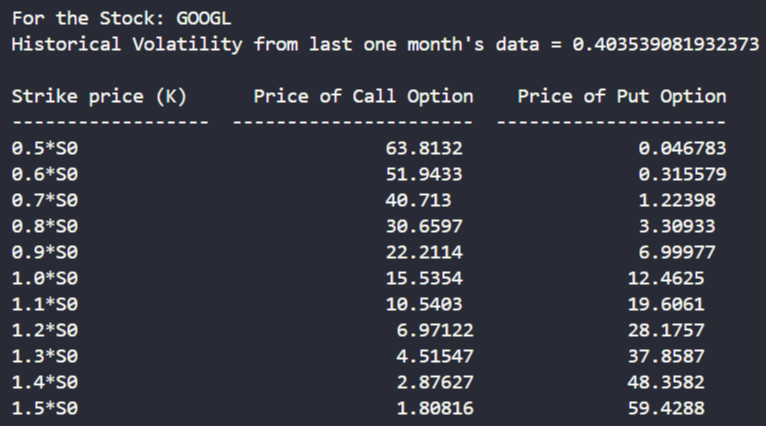 For the Stock: GOOGL
Historical Volatility from last one month's data = 0.403539081932373
Strike price (K) Price of Call Option Price of Put Option
------------------ ---------------------- ---------------------
0.5*S0 63.8132 0.046783
0.6*S0 51.9433 0.315579
0.7*S0 40.713 1.22398
0.8*S0 30.6597 3.30933
0.9*S0 22.2114 6.99977
1.0*S0 15.5354 12.4625
1.1*S0 10.5403 19.6061
1.2*S0 6.97122 28.1757
1.3*S0 4.51547 37.8587
1.4*S0 2.87627 48.3582
1.5*S0 1.80816 59.4288